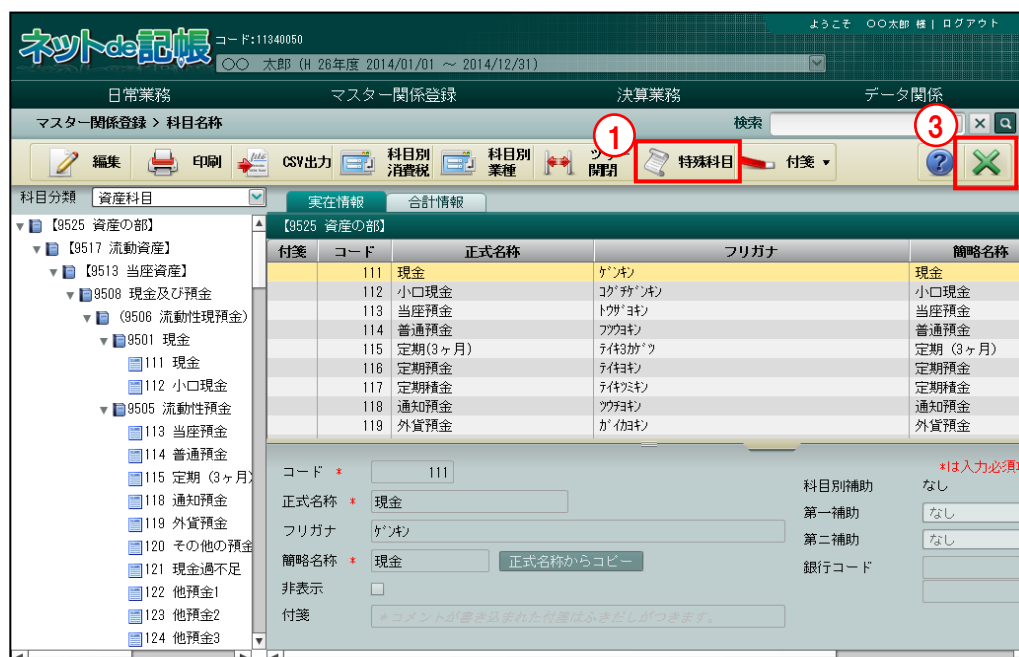 ようこそ ○○太郎 様 | ログアウト
ネットde記帳 コード:11340050
○○ 太郎 (H 26年度 2014/01/01 ～ 2014/12/31)
日常業務 マスター関係登録 決算業務 データ関係
マスター関係登録 > 科目名称 検索
① ③
編集 印刷 CSV出力 科目別消費税 科目別業種 開閉 特殊科目 付箋 ▼
科目分類 資産科目
実在情報 合計情報
【9525 資産の部】
付箋 コード 正式名称 フリガナ 簡略名称
111 現金 ｹﾞﾝｷﾝ 現金
112 小口現金 ｺｸﾞﾁｹﾞﾝｷﾝ 小口現金
113 当座預金 ﾄｳｻﾞﾖｷﾝ 当座預金
114 普通預金 ﾌﾂｳﾖｷﾝ 普通預金
115 定期(3ヶ月) ﾃｲｷ3ｶｹﾞﾂ 定期 (3ヶ月)
116 定期預金 ﾃｲｷﾖｷﾝ 定期預金
117 定期積金 ﾃｲｷﾂﾐｷﾝ 定期積金
118 通知預金 ﾂｳﾁﾖｷﾝ 通知預金
119 外貨預金 ｶﾞｲｶﾖｷﾝ 外貨預金
【9525 資産の部】
【9517 流動資産】
【9513 当座資産】
9508 現金及び預金
(9506 流動性現預金)
9501 現金
111 現金
112 小口現金
9505 流動性預金
113 当座預金
114 普通預金
115 定期 (3ヶ月)
118 通知預金
119 外貨預金
120 その他の預金
121 現金過不足
122 他預金1
123 他預金2
124 他預金3
コード * 111
正式名称 * 現金
フリガナ ｹﾞﾝｷﾝ
簡略名称 * 現金 正式名称からコピー
非表示
付箋 *コメントが書き込まれた付箋はふきだしがつきます。
*は入力必須
科目別補助 なし
第一補助 なし
第二補助 なし
銀行コード